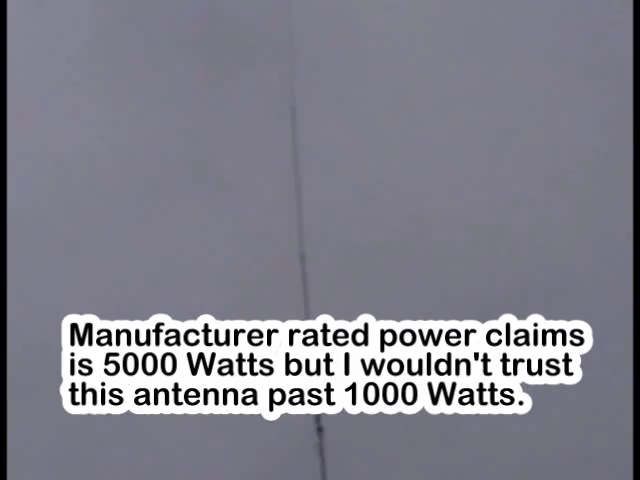 Manufacturer rated power claims
is 5000 Watts but I wouldn't trust
this antenna past 1000 Watts.